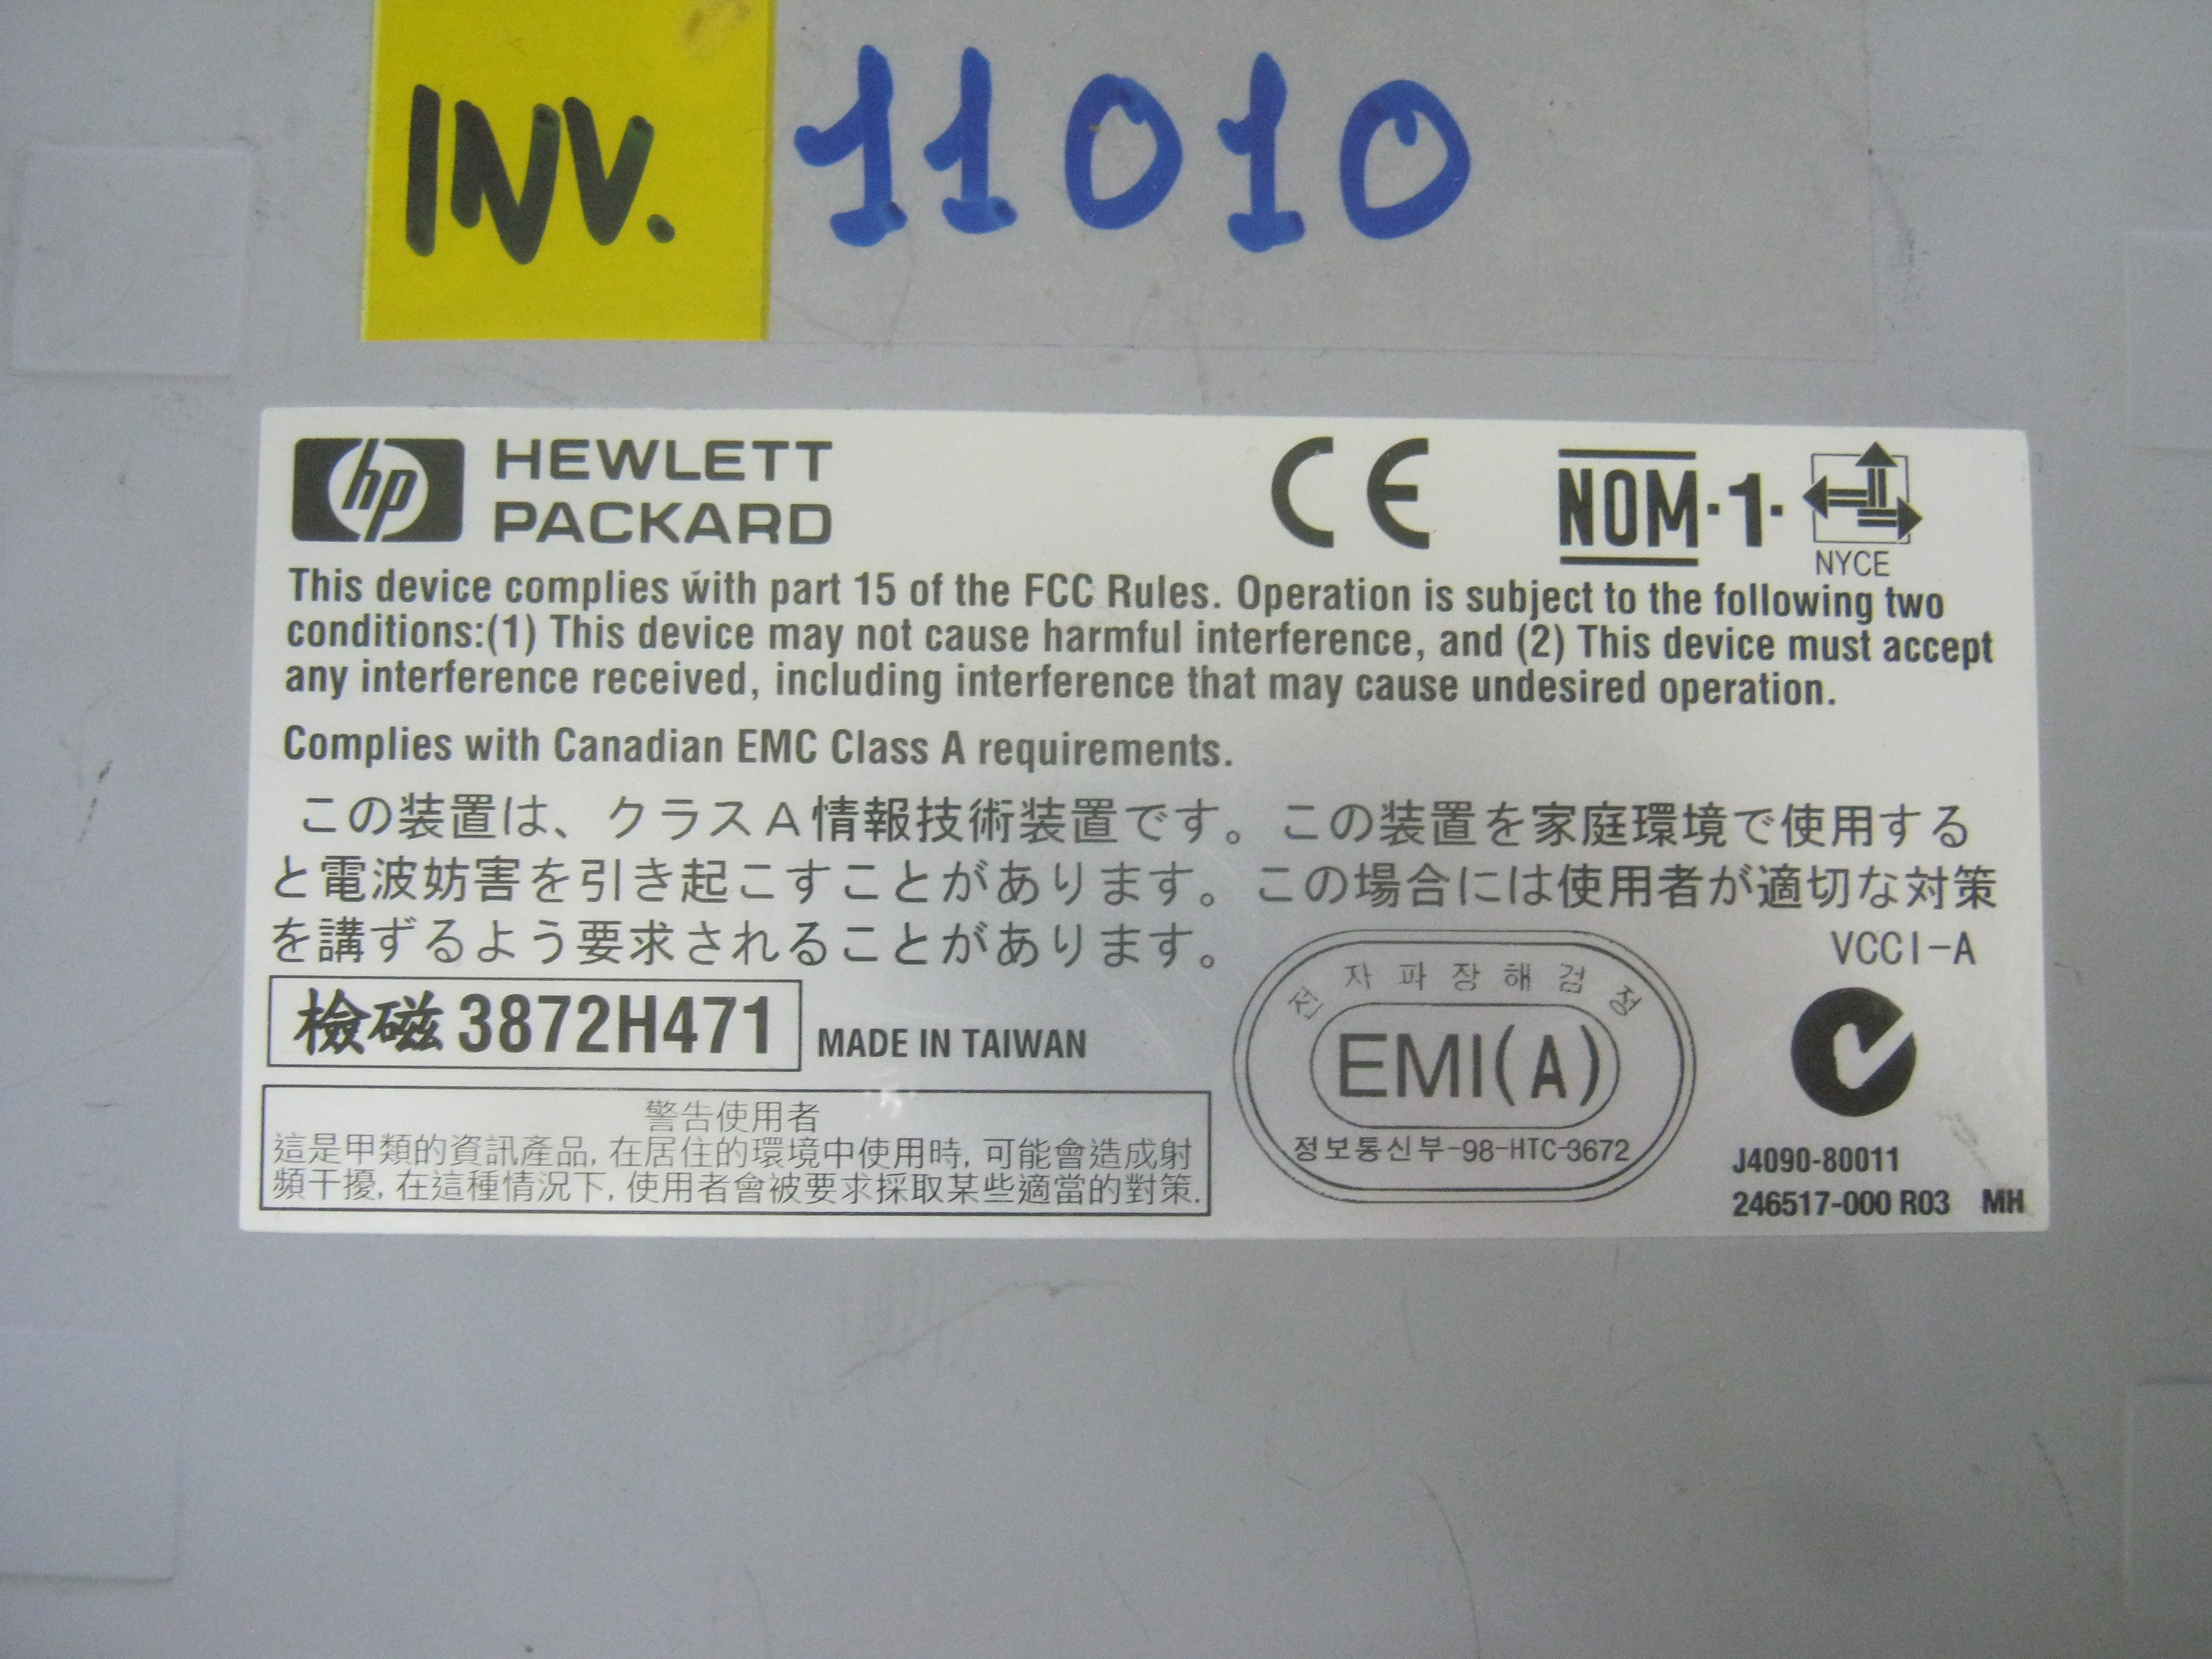 INV. 11010
hp HEWLETT
PACKARD
CE
NOM·1·
NYCE
This device complies with part 15 of the FCC Rules. Operation is subject to the following two
conditions:(1) This device may not cause harmful interference, and (2) This device must accept
any interference received, including interference that may cause undesired operation.
Complies with Canadian EMC Class A requirements.
この装置は、クラスA情報技術装置です。この装置を家庭環境で使用する
と電波妨害を引き起こすことがあります。この場合には使用者が適切な対策
を講ずるよう要求されることがあります。 VCCI-A
檢磁 3872H471 MADE IN TAIWAN
警告使用者
這是甲類的資訊產品, 在居住的環境中使用時, 可能會造成射
頻干擾, 在這種情況下, 使用者會被要求採取某些適當的對策.
전자파장해검정
EMI(A)
정보통신부-98-HTC-3672
J4090-80011
246517-000 R03 MH